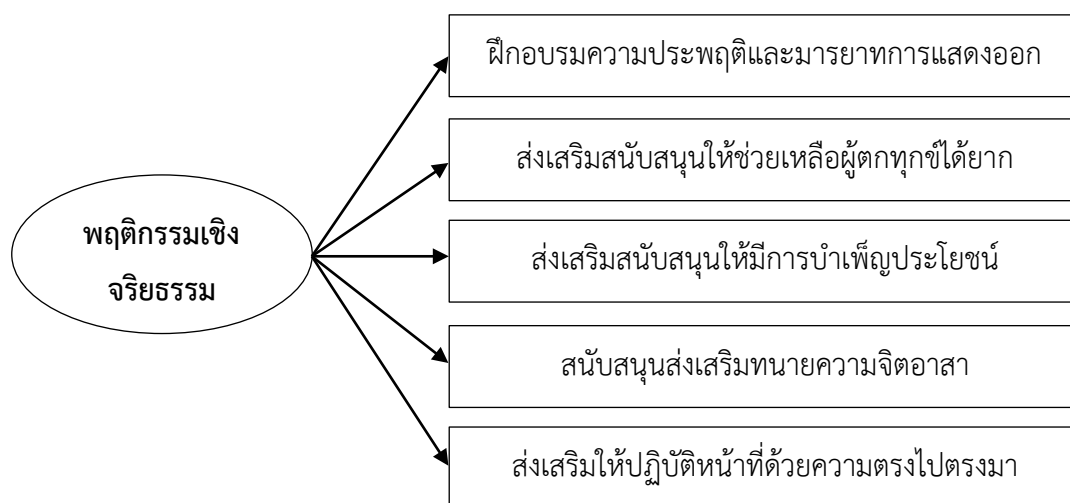 ฝึกอบรมความประพฤติและมารยาทการแสดงออก
ส่งเสริมสนับสนุนให้ช่วยเหลือผู้ตกทุกข์ได้ยาก
พฤติกรรมเชิง
จริยธรรม
ส่งเสริมสนับสนุนให้มีการบำเพ็ญประโยชน์
สนับสนุนส่งเสริมทนายความจิตอาสา
ส่งเสริมให้ปฏิบัติหน้าที่ด้วยความตรงไปตรงมา